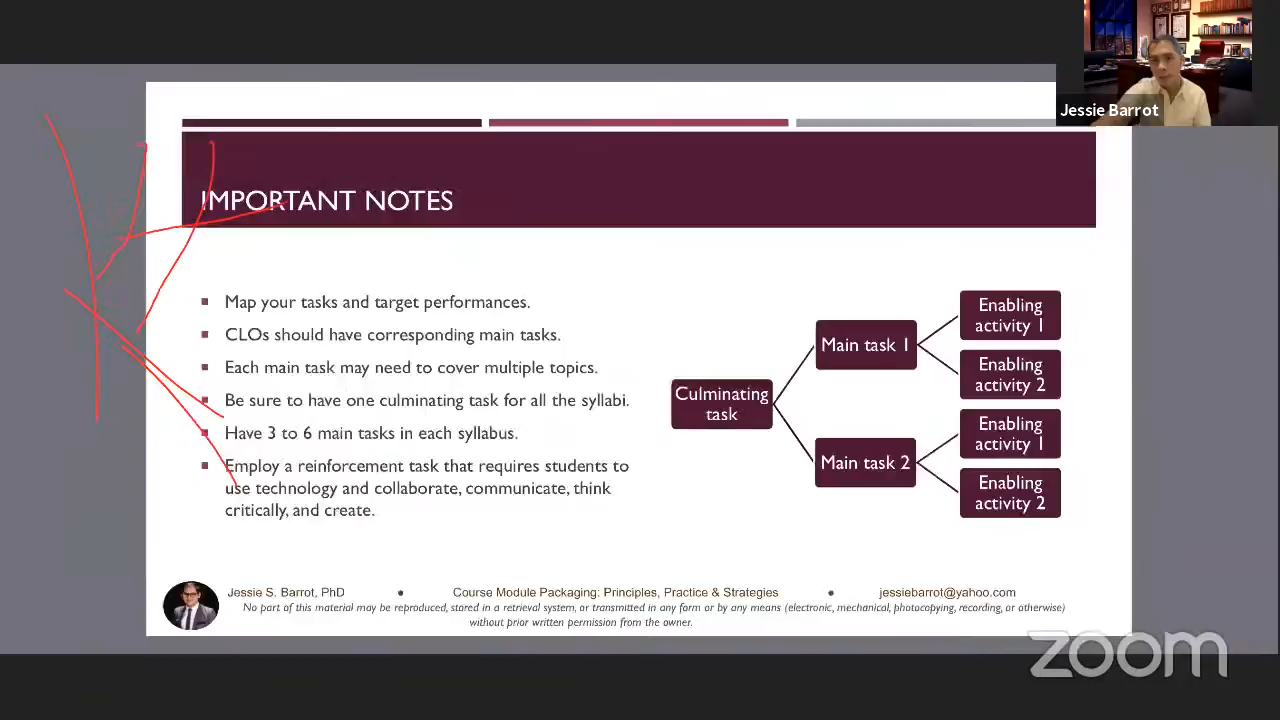 Jessie Barrot
IMPORTANT NOTES
Map your tasks and target performances.
CLOs should have corresponding main tasks.
Each main task may need to cover multiple topics.
Be sure to have one culminating task for all the syllabi.
Have 3 to 6 main tasks in each syllabus.
Employ a reinforcement task that requires students to
use technology and collaborate, communicate, think
critically, and create.
Culminating
task
Main task 1
Main task 2
Enabling
activity 1
Enabling
activity 2
Enabling
activity 1
Enabling
activity 2
Jessie S. Barrot, PhD • Course Module Packaging: Principles, Practice & Strategies • jessiebarrot@yahoo.com
No part of this material may be reproduced, stored in a retrieval system, or transmitted in any form or by any means (electronic, mechanical, photocopying, recording, or otherwise)
without prior written permission from the owner.
zoom